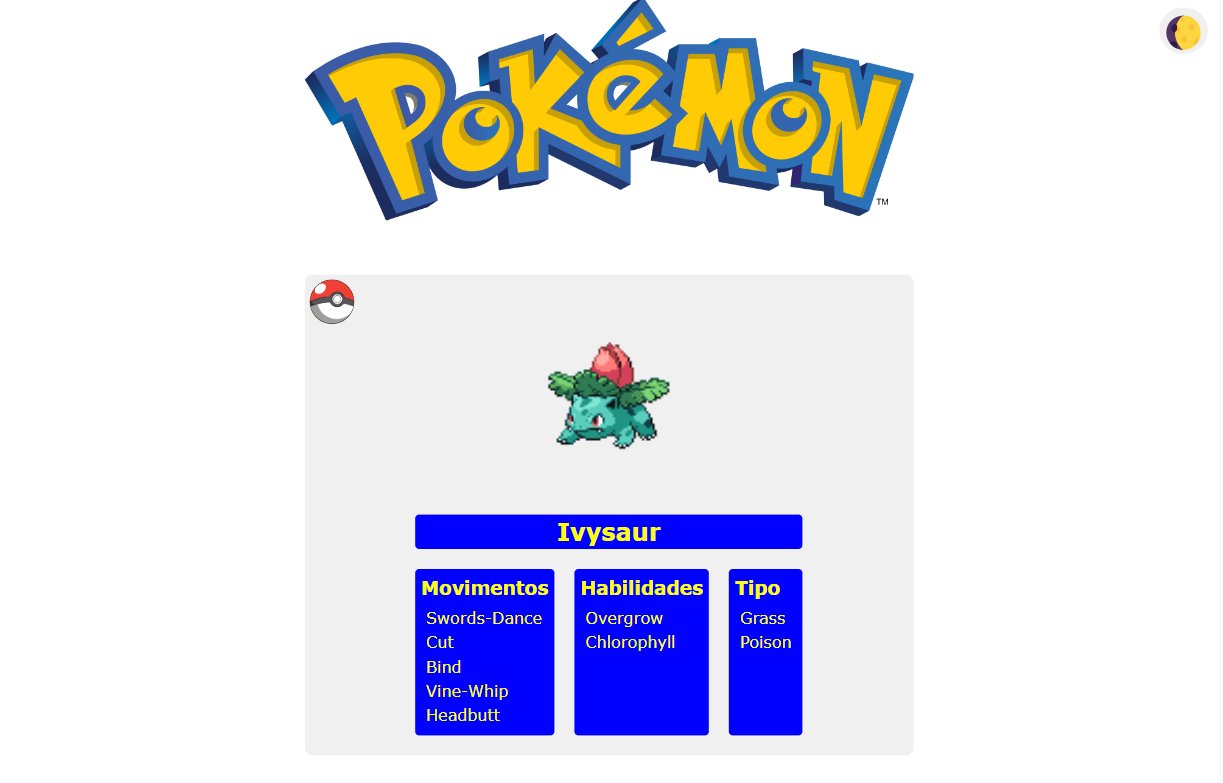 POKéMON
TM
Ivysaur
Movimentos
Swords-Dance
Cut
Bind
Vine-Whip
Headbutt
Habilidades
Overgrow
Chlorophyll
Tipo
Grass
Poison